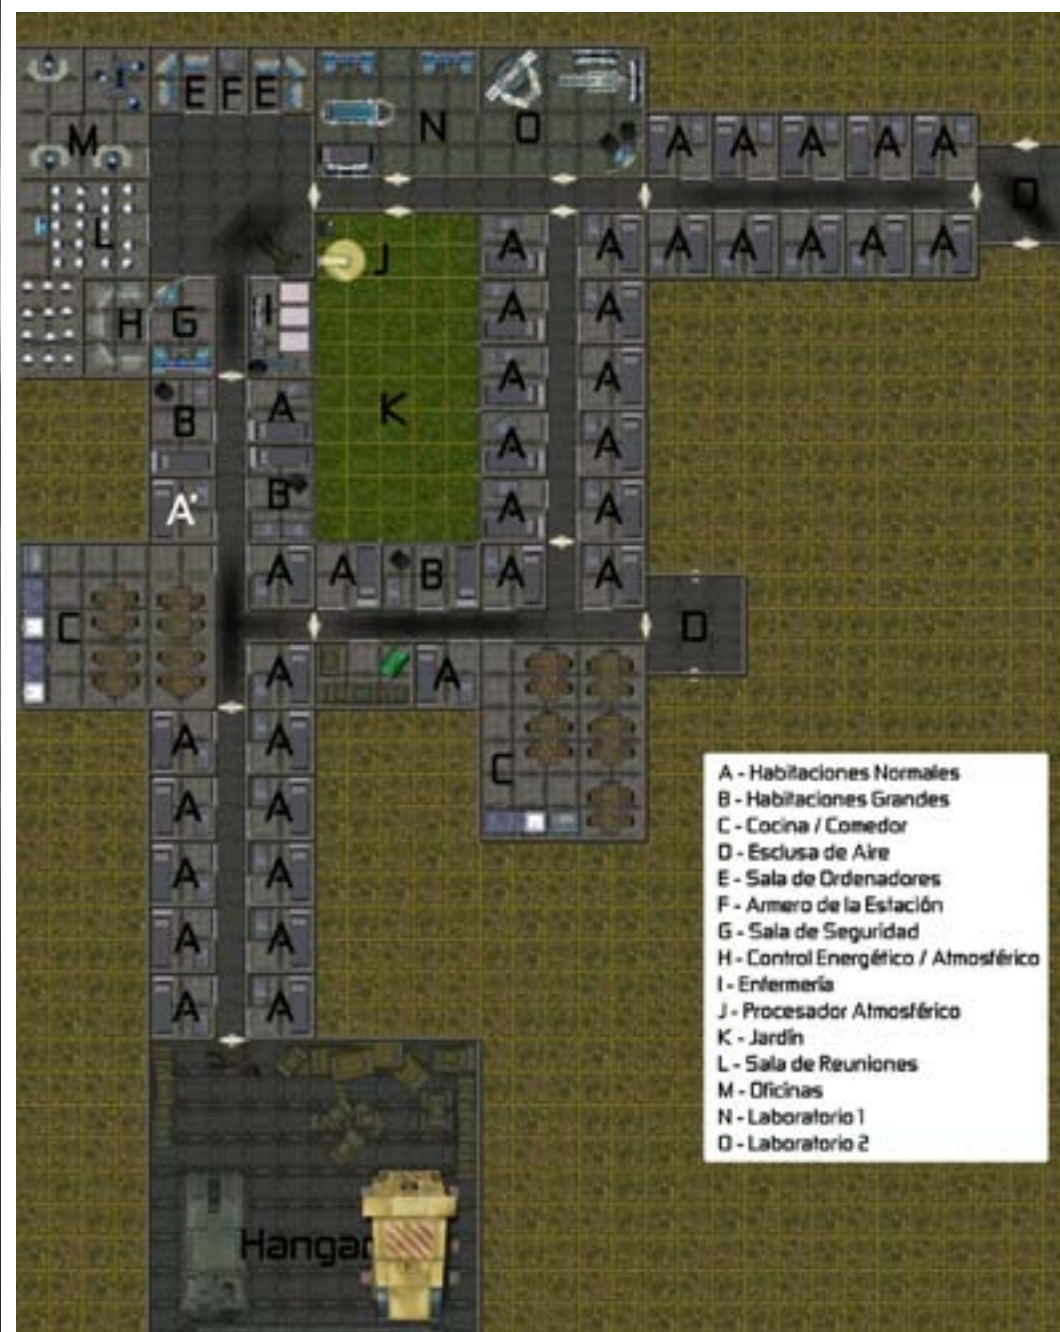 E F E
M N O A A A A A
L D
J A A A A A A A
H G I A A
B A K A A
A' B A A
A A
C A A B A A
D
A A
A A C
A A
A A
A A
A A
Hangar
A - Habitaciones Normales
B - Habitaciones Grandes
C - Cocina / Comedor
D - Esclusa de Aire
E - Sala de Ordenadores
F - Armero de la Estación
G - Sala de Seguridad
H - Control Energético / Atmosférico
I - Enfermería
J - Procesador Atmosférico
K - Jardín
L - Sala de Reuniones
M - Oficinas
N - Laboratorio 1
O - Laboratorio 2